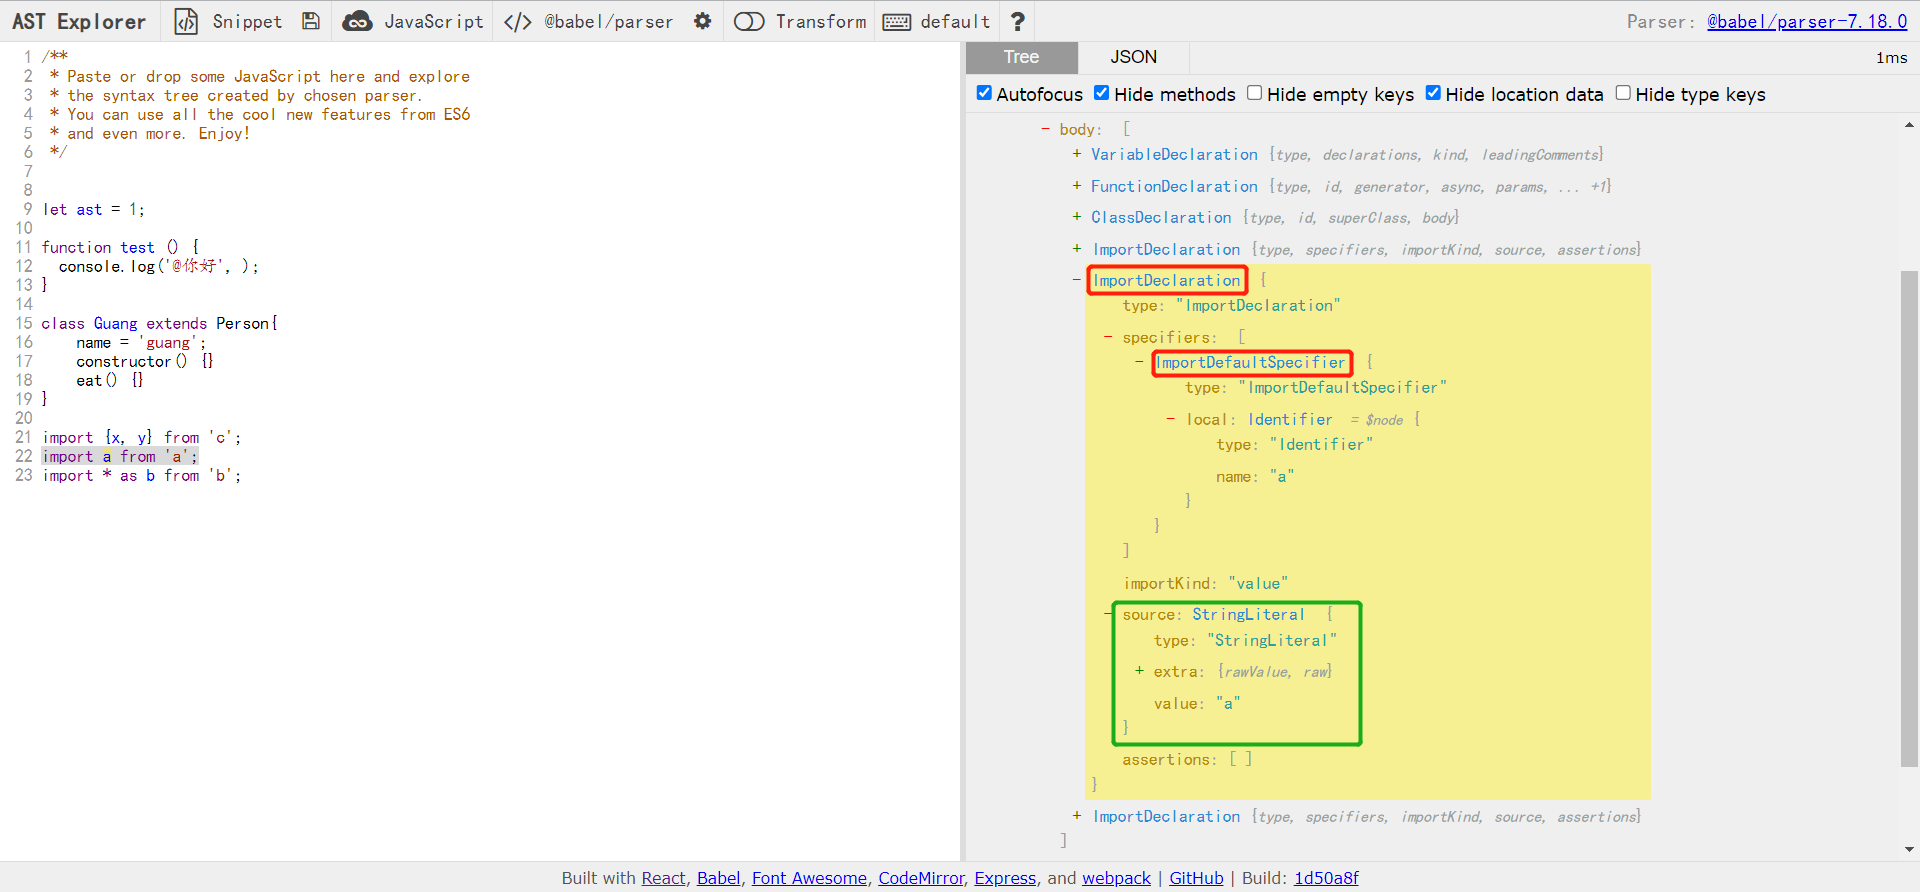 AST Explorer Snippet JavaScript </> @babel/parser Transform default ? Parser: @babel/parser-7.18.0
1 /**
2  * Paste or drop some JavaScript here and explore
3  * the syntax tree created by chosen parser.
4  * You can use all the cool new features from ES6
5  * and even more. Enjoy!
6  */
7
8
9 let ast = 1;
10
11 function test () {
12   console.log('@你好', );
13 }
14
15 class Guang extends Person{
16     name = 'guang';
17     constructor() {}
18     eat() {}
19 }
20
21 import {x, y} from 'c';
22 import a from 'a';
23 import * as b from 'b';
Tree JSON 1ms
Autofocus Hide methods Hide empty keys Hide location data Hide type keys
- body: [
+ VariableDeclaration {type, declarations, kind, leadingComments}
+ FunctionDeclaration {type, id, generator, async, params, ... +1}
+ ClassDeclaration {type, id, superClass, body}
+ ImportDeclaration {type, specifiers, importKind, source, assertions}
- ImportDeclaration {
type: "ImportDeclaration"
- specifiers: [
- ImportDefaultSpecifier {
type: "ImportDefaultSpecifier"
- local: Identifier = $node {
type: "Identifier"
name: "a"
}
}
]
importKind: "value"
- source: StringLiteral {
type: "StringLiteral"
+ extra: {rawValue, raw}
value: "a"
}
assertions: [ ]
}
+ ImportDeclaration {type, specifiers, importKind, source, assertions}
]
Built with React, Babel, Font Awesome, CodeMirror, Express, and webpack | GitHub | Build: 1d50a8f